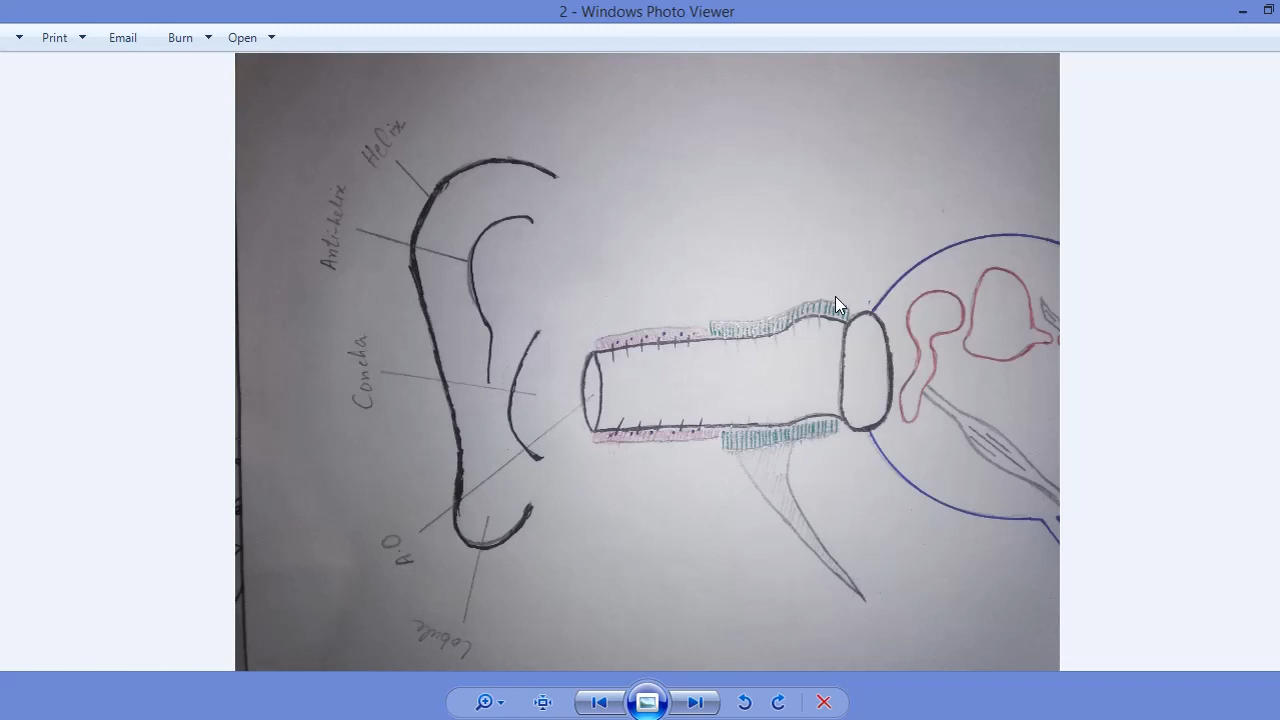 2 - Windows Photo Viewer
Print Email Burn Open
Helix
Anti-helix
Concha
A.O
Lobule